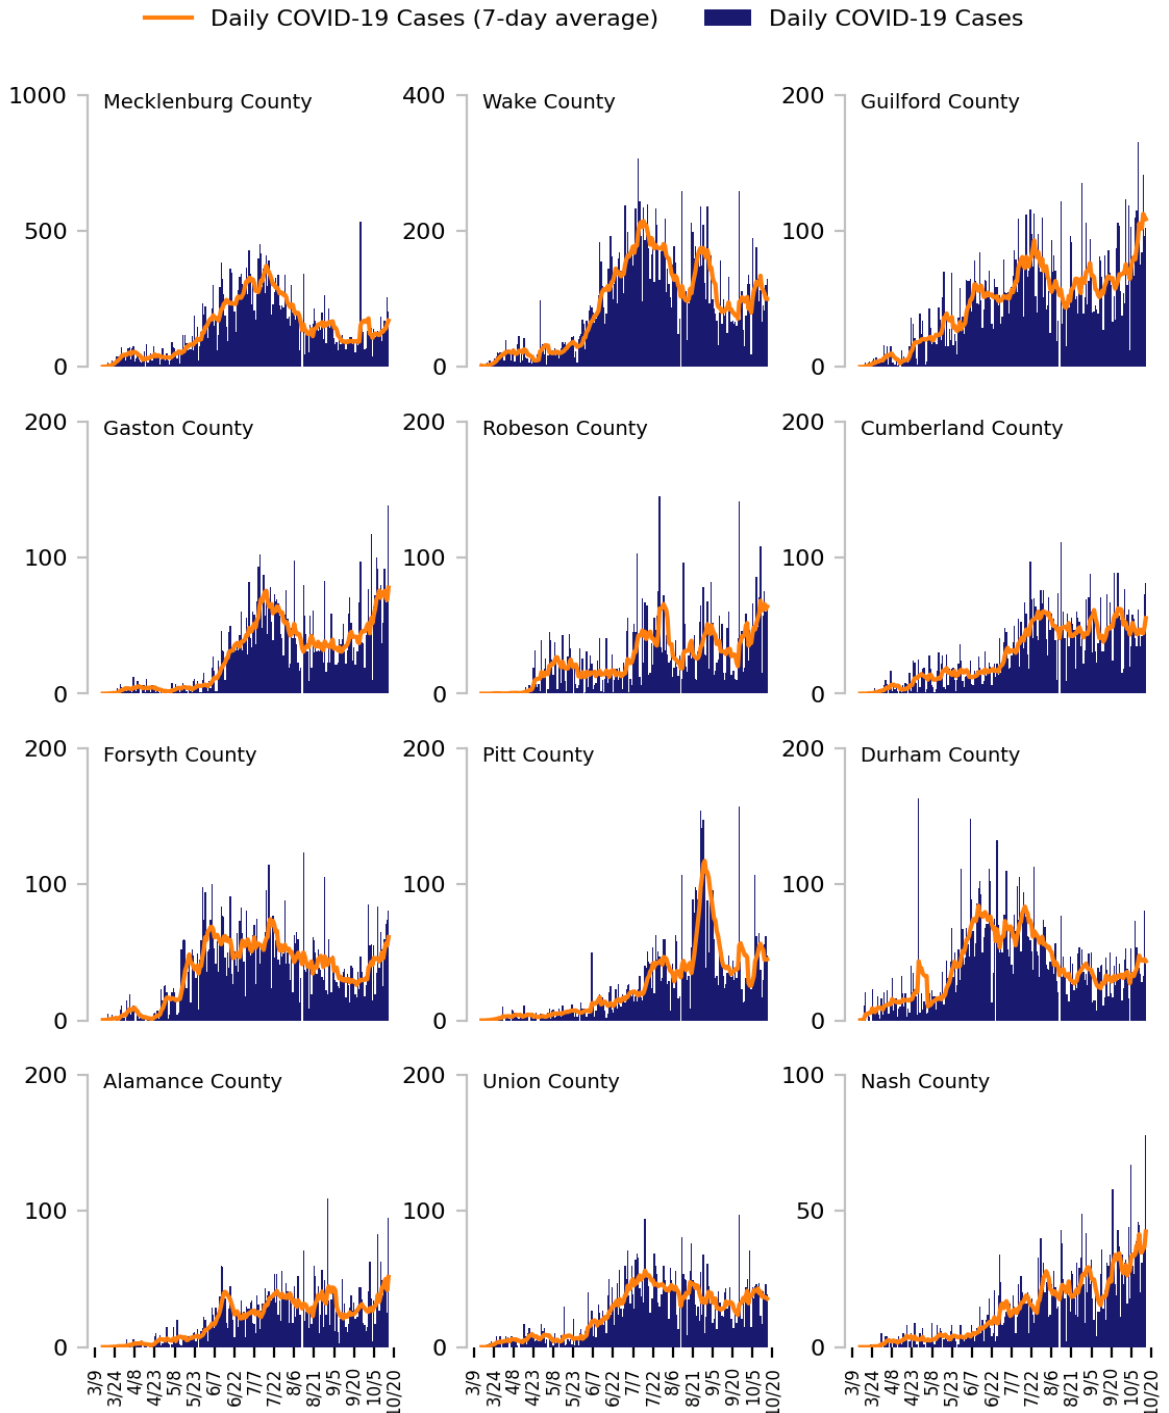 Daily COVID-19 Cases (7-day average) Daily COVID-19 Cases
1000 Mecklenburg County 400 Wake County 200 Guilford County
500 200 100
0 0 0
200 Gaston County 200 Robeson County 200 Cumberland County
100 100 100
0 0 0
200 Forsyth County 200 Pitt County 200 Durham County
100 100 100
0 0 0
200 Alamance County 200 Union County 100 Nash County
100 100 50
0 0 0
3/9 3/24 4/8 4/23 5/8 5/23 6/7 6/22 7/7 7/22 8/6 8/21 9/5 9/20 10/5 10/20 3/9 3/24 4/8 4/23 5/8 5/23 6/7 6/22 7/7 7/22 8/6 8/21 9/5 9/20 10/5 10/20 3/9 3/24 4/8 4/23 5/8 5/23 6/7 6/22 7/7 7/22 8/6 8/21 9/5 9/20 10/5 10/20